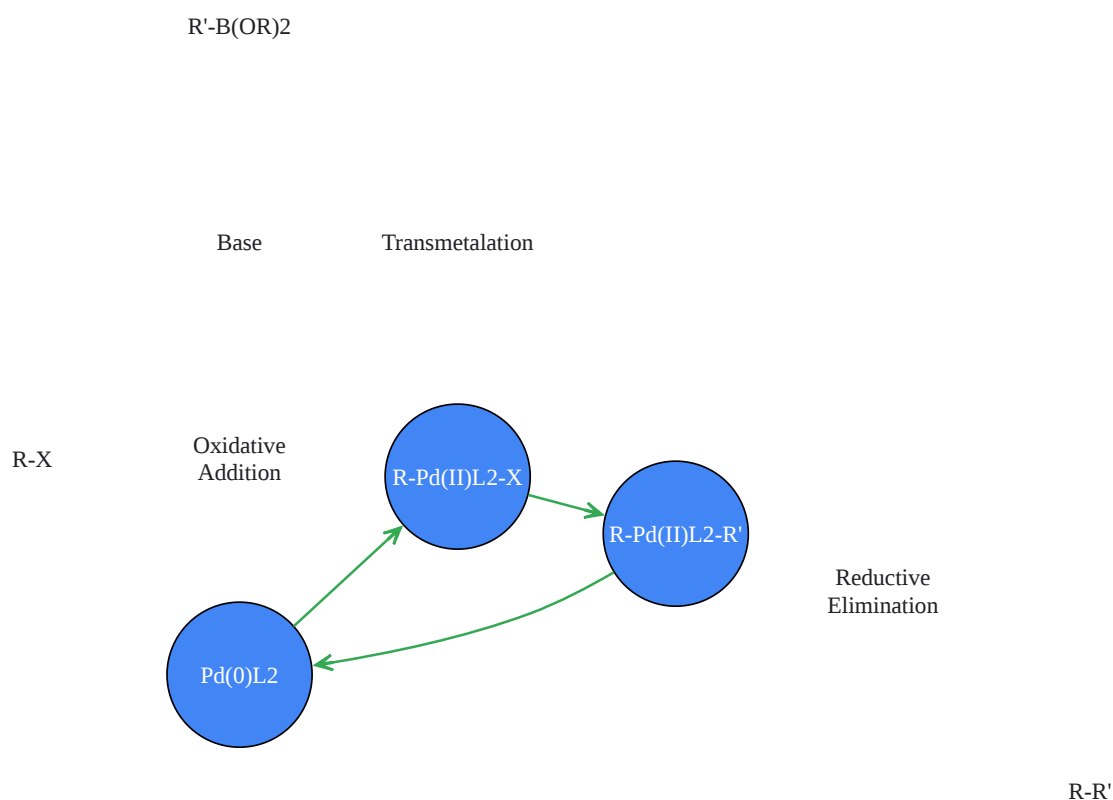 R'-B(OR)2
Base
Transmetalation
R-X
Oxidative
Addition
R-Pd(II)L2-X
R-Pd(II)L2-R'
Reductive
Elimination
Pd(0)L2
R-R'